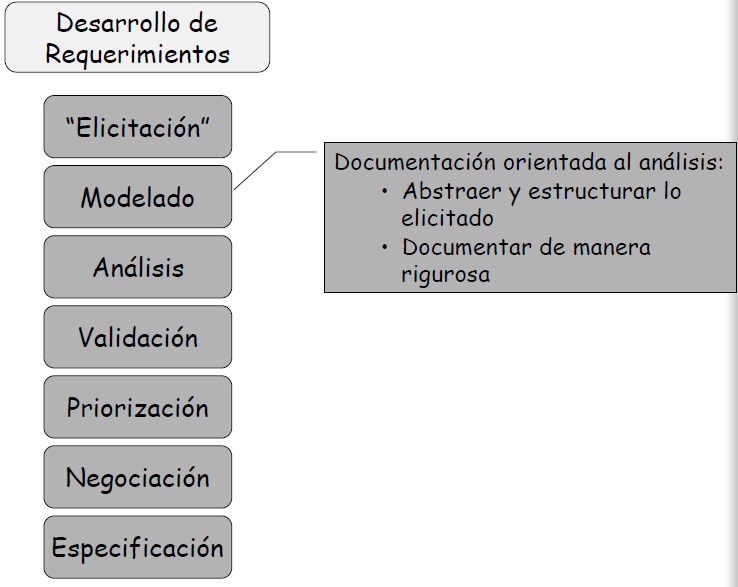 Desarrollo de
Requerimientos
“Elicitación”
Modelado
Análisis
Validación
Priorización
Negociación
Especificación
Documentación orientada al análisis:
• Abstraer y estructurar lo
elicitado
• Documentar de manera
rigurosa